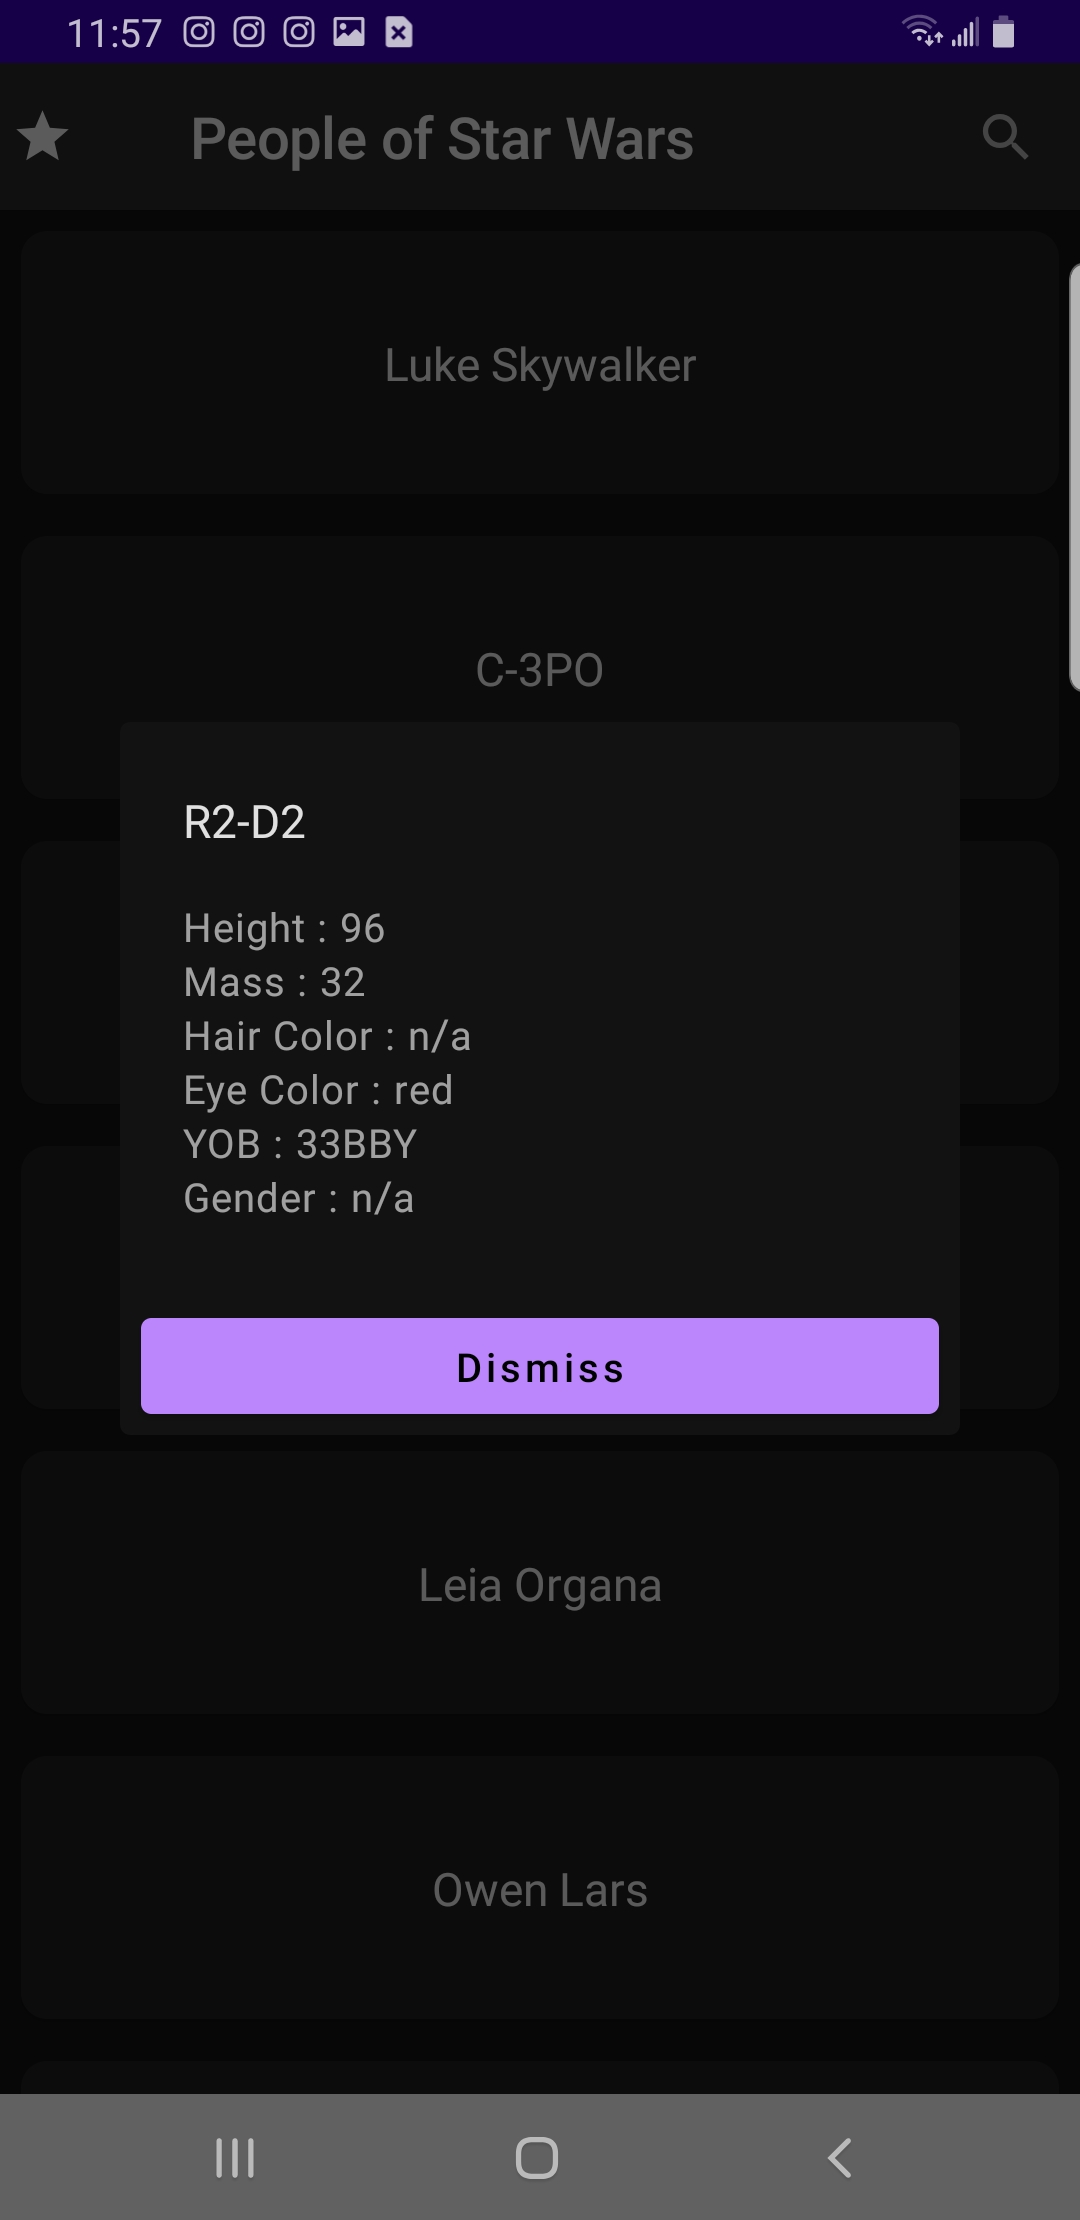 11:57
People of Star Wars
Luke Skywalker
C-3PO
R2-D2
Height : 96
Mass : 32
Hair Color : n/a
Eye Color : red
YOB : 33BBY
Gender : n/a
Dismiss
Leia Organa
Owen Lars